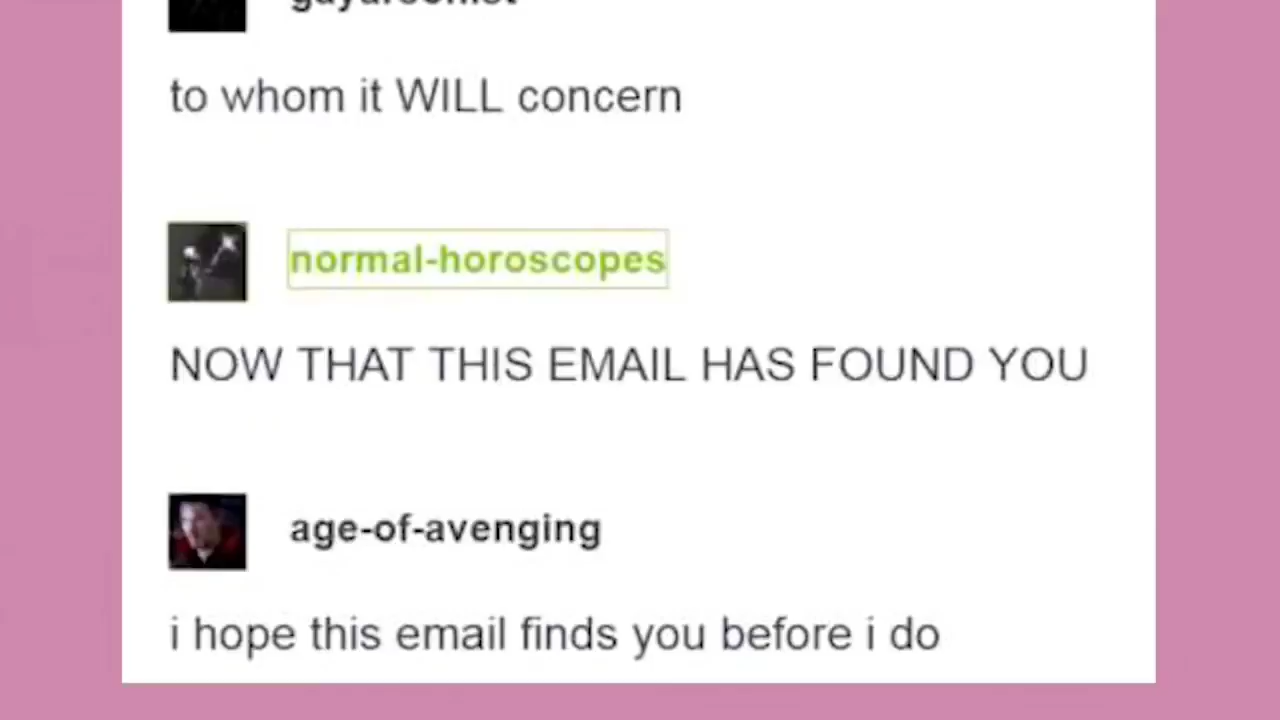 gayarsonist
to whom it WILL concern
normal-horoscopes
NOW THAT THIS EMAIL HAS FOUND YOU
age-of-avenging
i hope this email finds you before i do